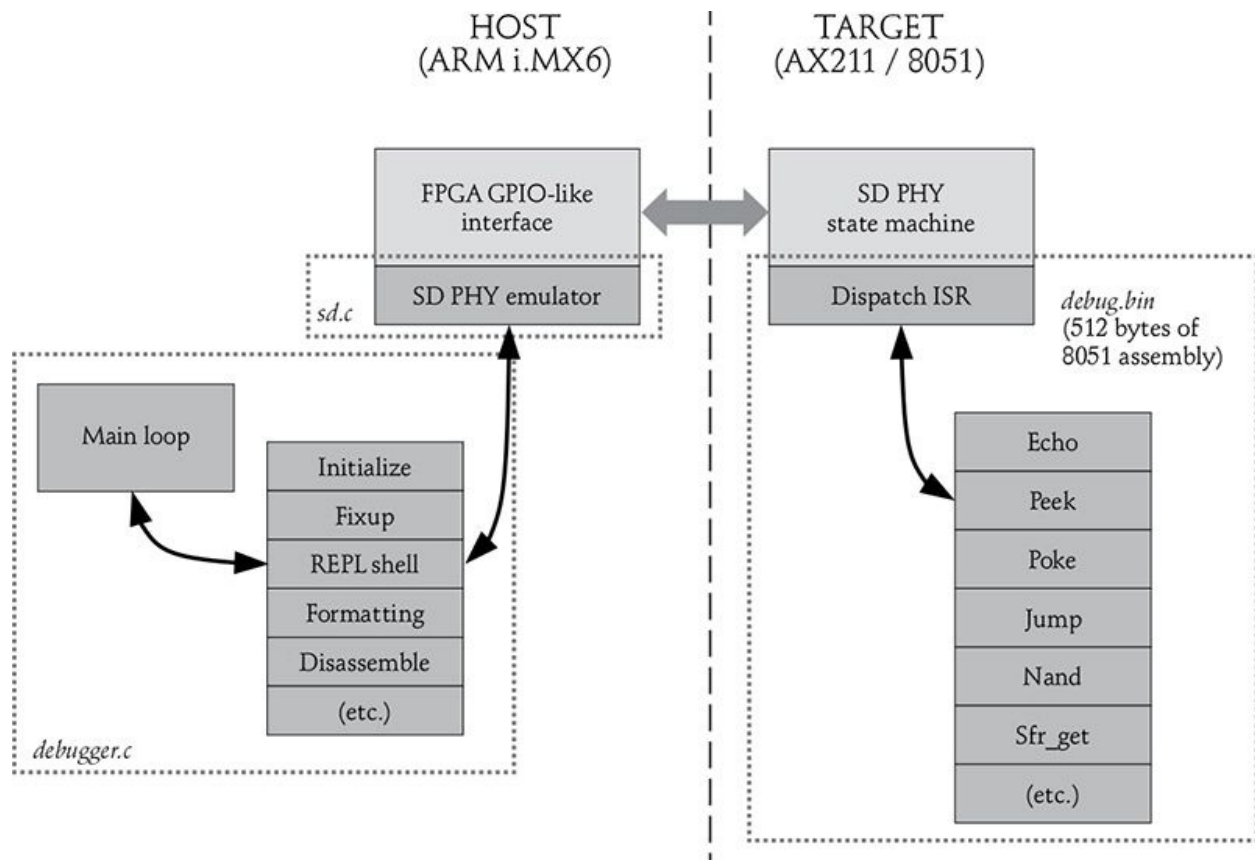 HOST
(ARM i.MX6)
TARGET
(AX211 / 8051)
FPGA GPIO-like
interface
SD PHY emulator
sd.c
SD PHY
state machine
Dispatch ISR
debug.bin
(512 bytes of
8051 assembly)
Main loop
Initialize
Fixup
REPL shell
Formatting
Disassemble
(etc.)
debugger.c
Echo
Peek
Poke
Jump
Nand
Sfr_get
(etc.)